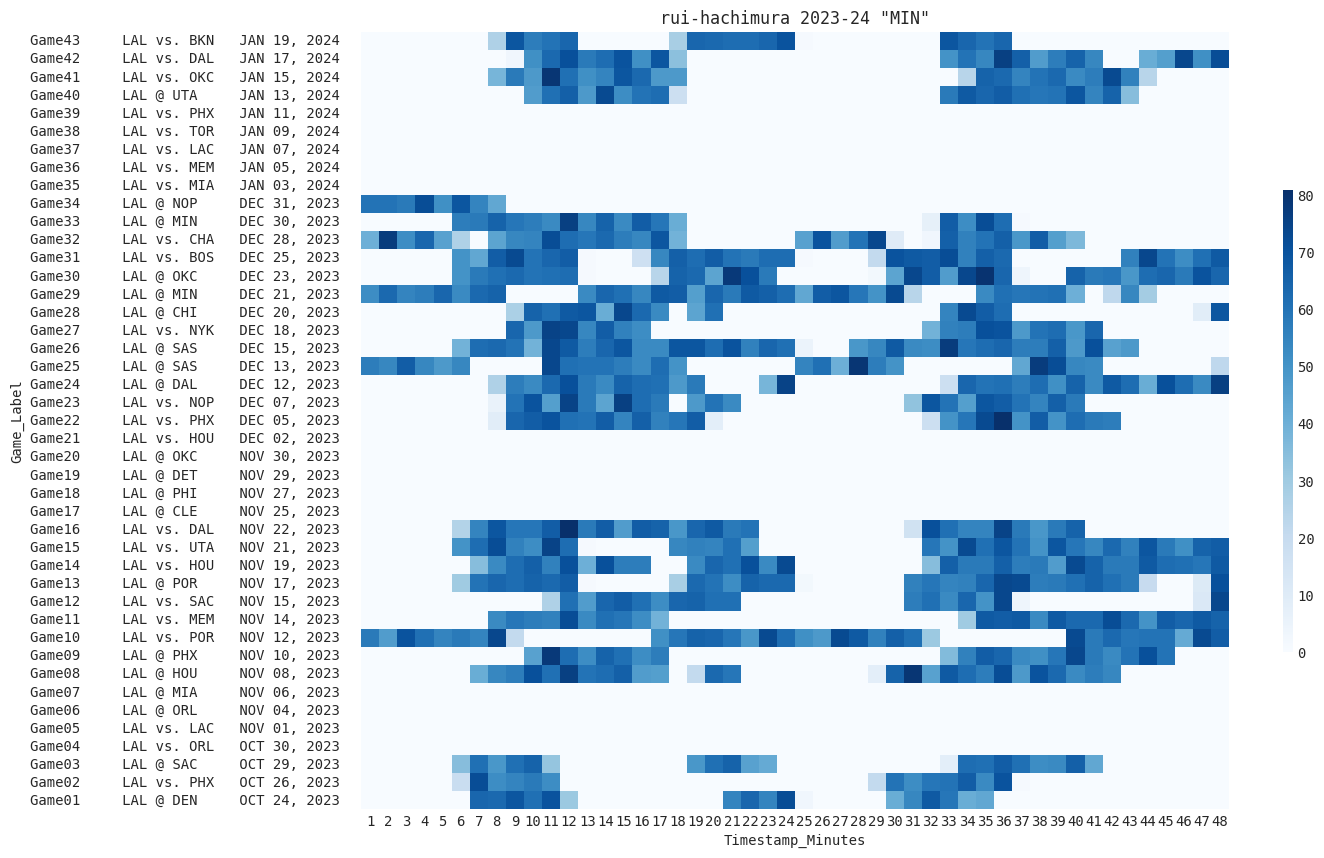 rui-hachimura 2023-24 "MIN"
Game43 LAL vs. BKN JAN 19, 2024
Game42 LAL vs. DAL JAN 17, 2024
Game41 LAL vs. OKC JAN 15, 2024
Game40 LAL @ UTA JAN 13, 2024
Game39 LAL vs. PHX JAN 11, 2024
Game38 LAL vs. TOR JAN 09, 2024
Game37 LAL vs. LAC JAN 07, 2024
Game36 LAL vs. MEM JAN 05, 2024
Game35 LAL vs. MIA JAN 03, 2024
Game34 LAL @ NOP DEC 31, 2023
Game33 LAL @ MIN DEC 30, 2023
Game32 LAL vs. CHA DEC 28, 2023
Game31 LAL vs. BOS DEC 25, 2023
Game30 LAL @ OKC DEC 23, 2023
Game29 LAL @ MIN DEC 21, 2023
Game28 LAL @ CHI DEC 20, 2023
Game27 LAL vs. NYK DEC 18, 2023
Game26 LAL @ SAS DEC 15, 2023
Game25 LAL @ SAS DEC 13, 2023
Game24 LAL @ DAL DEC 12, 2023
Game23 LAL vs. NOP DEC 07, 2023
Game22 LAL vs. PHX DEC 05, 2023
Game21 LAL vs. HOU DEC 02, 2023
Game20 LAL @ OKC NOV 30, 2023
Game19 LAL @ DET NOV 29, 2023
Game18 LAL @ PHI NOV 27, 2023
Game17 LAL @ CLE NOV 25, 2023
Game16 LAL vs. DAL NOV 22, 2023
Game15 LAL vs. UTA NOV 21, 2023
Game14 LAL vs. HOU NOV 19, 2023
Game13 LAL @ POR NOV 17, 2023
Game12 LAL vs. SAC NOV 15, 2023
Game11 LAL vs. MEM NOV 14, 2023
Game10 LAL vs. POR NOV 12, 2023
Game09 LAL @ PHX NOV 10, 2023
Game08 LAL @ HOU NOV 08, 2023
Game07 LAL @ MIA NOV 06, 2023
Game06 LAL @ ORL NOV 04, 2023
Game05 LAL vs. LAC NOV 01, 2023
Game04 LAL vs. ORL OCT 30, 2023
Game03 LAL @ SAC OCT 29, 2023
Game02 LAL vs. PHX OCT 26, 2023
Game01 LAL @ DEN OCT 24, 2023
Game_Label
1 2 3 4 5 6 7 8 9 10 11 12 13 14 15 16 17 18 19 20 21 22 23 24 25 26 27 28 29 30 31 32 33 34 35 36 37 38 39 40 41 42 43 44 45 46 47 48
Timestamp_Minutes
80
70
60
50
40
30
20
10
0